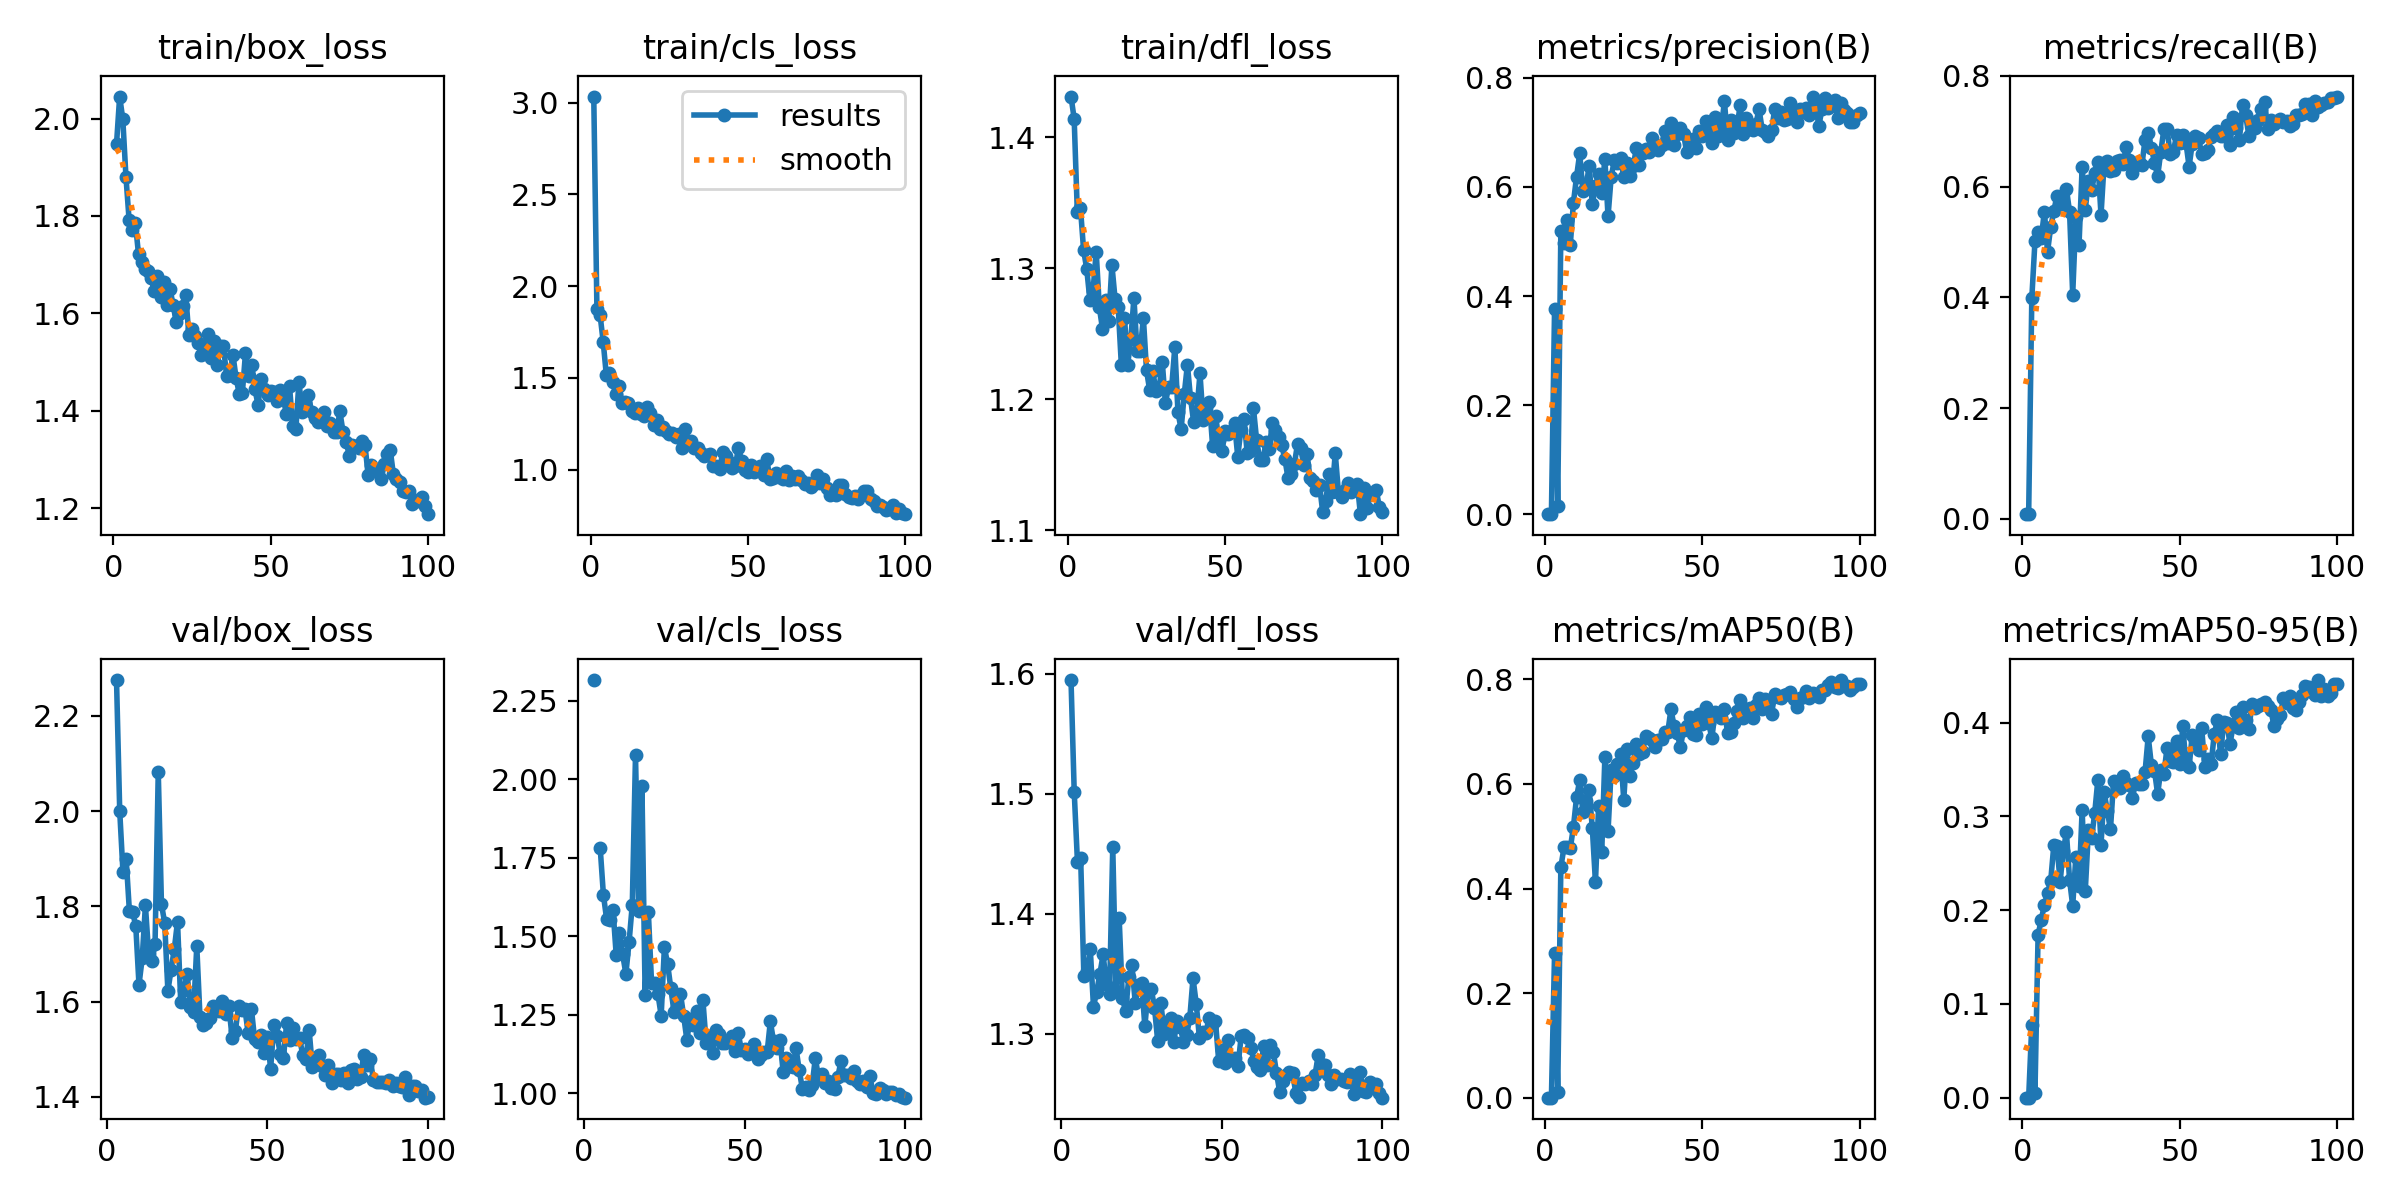 train/box_loss
2.0
1.8
1.6
1.4
1.2
0 50 100
train/cls_loss
results
smooth
3.0
2.5
2.0
1.5
1.0
0 50 100
train/dfl_loss
1.4
1.3
1.2
1.1
0 50 100
metrics/precision(B)
0.8
0.6
0.4
0.2
0.0
0 50 100
metrics/recall(B)
0.8
0.6
0.4
0.2
0.0
0 50 100
val/box_loss
2.2
2.0
1.8
1.6
1.4
0 50 100
val/cls_loss
2.25
2.00
1.75
1.50
1.25
1.00
0 50 100
val/dfl_loss
1.6
1.5
1.4
1.3
0 50 100
metrics/mAP50(B)
0.8
0.6
0.4
0.2
0.0
0 50 100
metrics/mAP50-95(B)
0.4
0.3
0.2
0.1
0.0
0 50 100